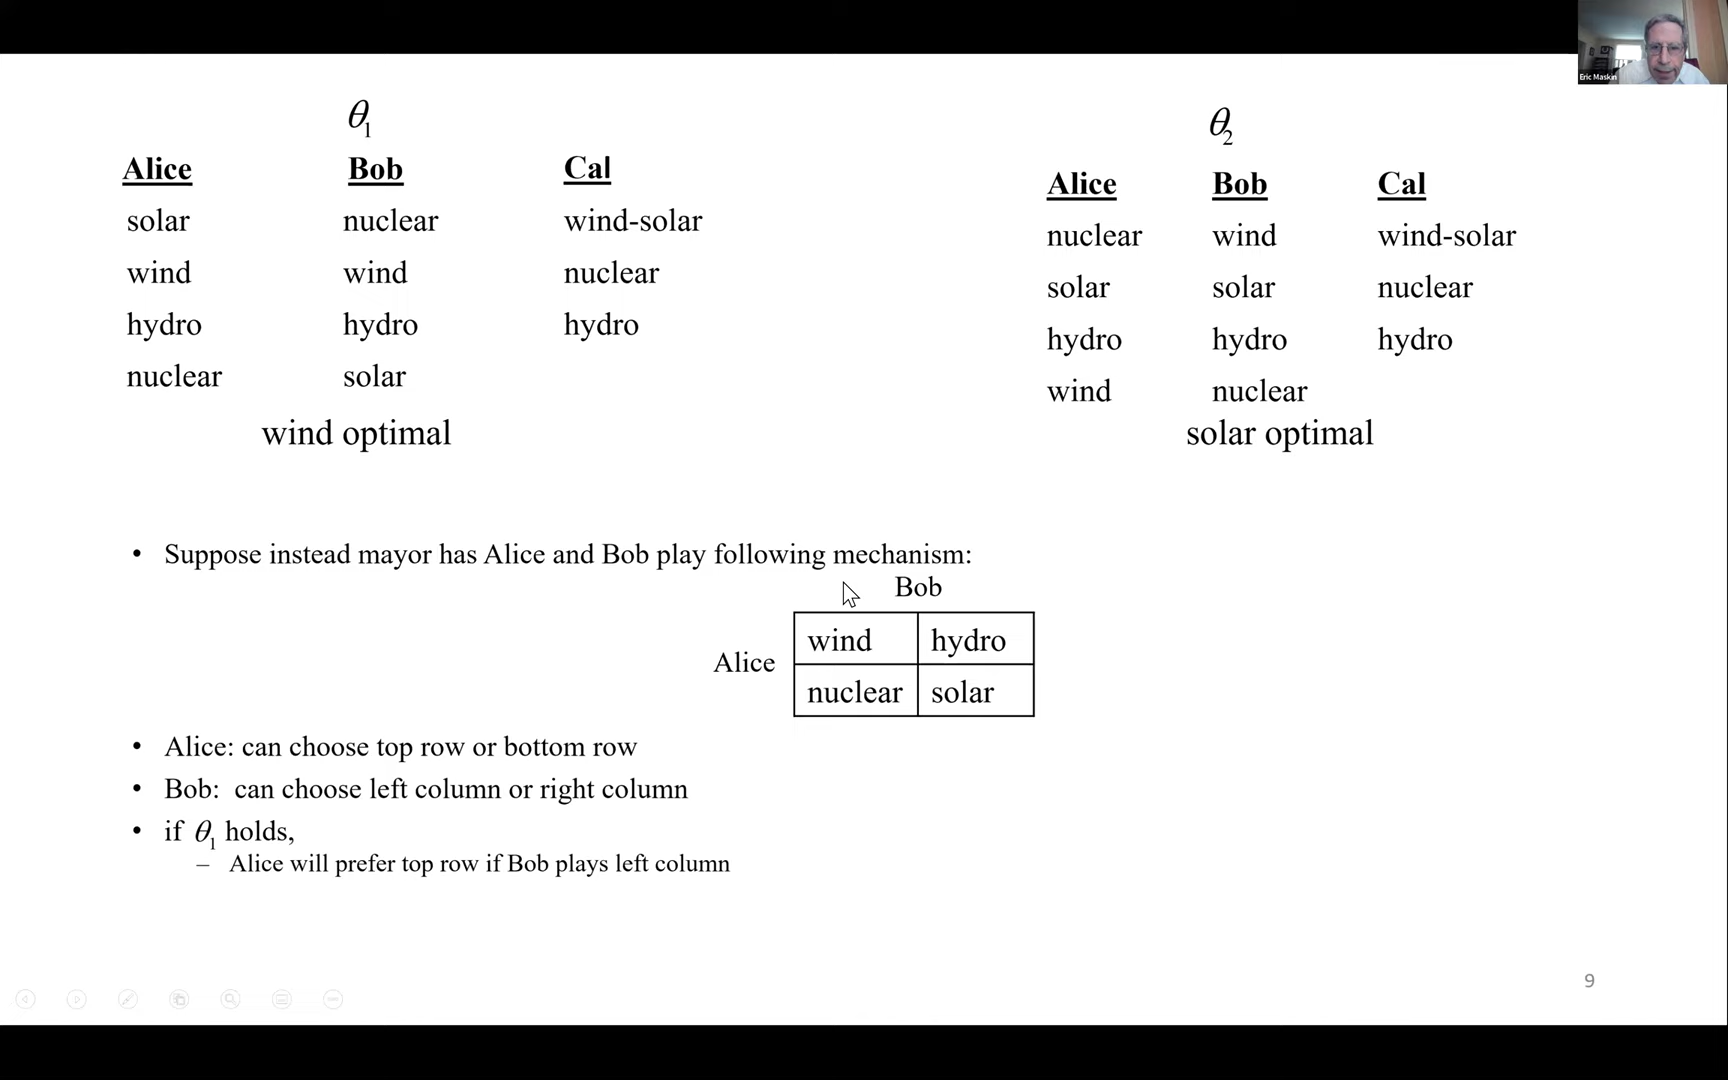 Eric Maskin
θ1
Alice Bob Cal
solar nuclear wind-solar
wind wind nuclear
hydro hydro hydro
nuclear solar
wind optimal
θ2
Alice Bob Cal
nuclear wind wind-solar
solar solar nuclear
hydro hydro hydro
wind nuclear
solar optimal
• Suppose instead mayor has Alice and Bob play following mechanism:
Bob
Alice
wind hydro
nuclear solar
• Alice: can choose top row or bottom row
• Bob: can choose left column or right column
• if θ1 holds,
– Alice will prefer top row if Bob plays left column
9